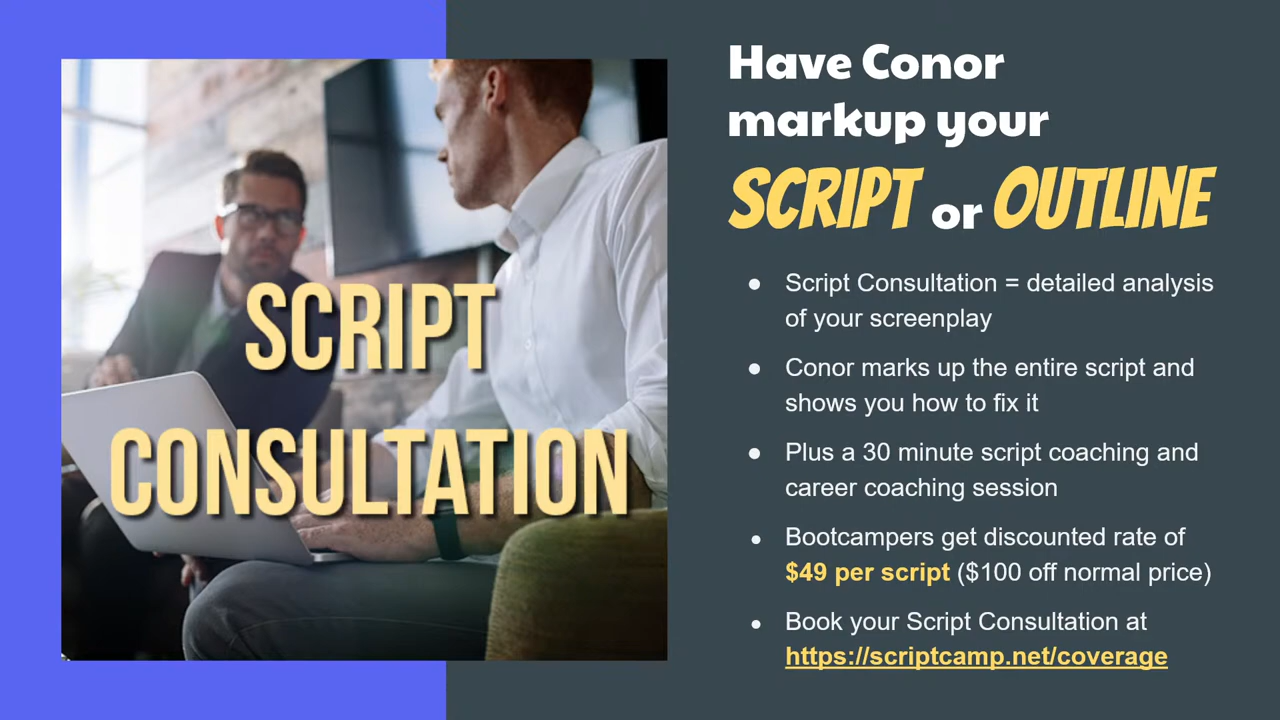 SCRIPT
CONSULTATION
Have Conor
markup your
SCRIPT or OUTLINE
● Script Consultation = detailed analysis
of your screenplay
● Conor marks up the entire script and
shows you how to fix it
● Plus a 30 minute script coaching and
career coaching session
● Bootcampers get discounted rate of
$49 per script ($100 off normal price)
● Book your Script Consultation at
https://scriptcamp.net/coverage